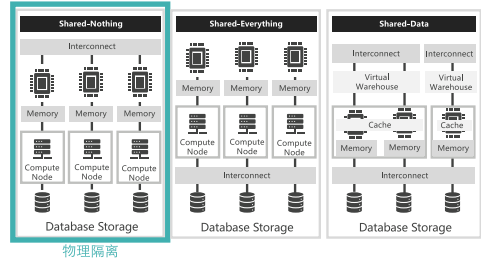 Shared-Nothing
Interconnect
Memory Memory Memory
Compute Node Compute Node Compute Node
Database Storage
物理隔离
Shared-Everything
Memory Memory Memory
Compute Node Compute Node Compute Node
Interconnect
Database Storage
Shared-Data
Interconnect Interconnect
Virtual Warehouse Virtual Warehouse
Cache Cache
Memory Memory Memory
Interconnect
Database Storage